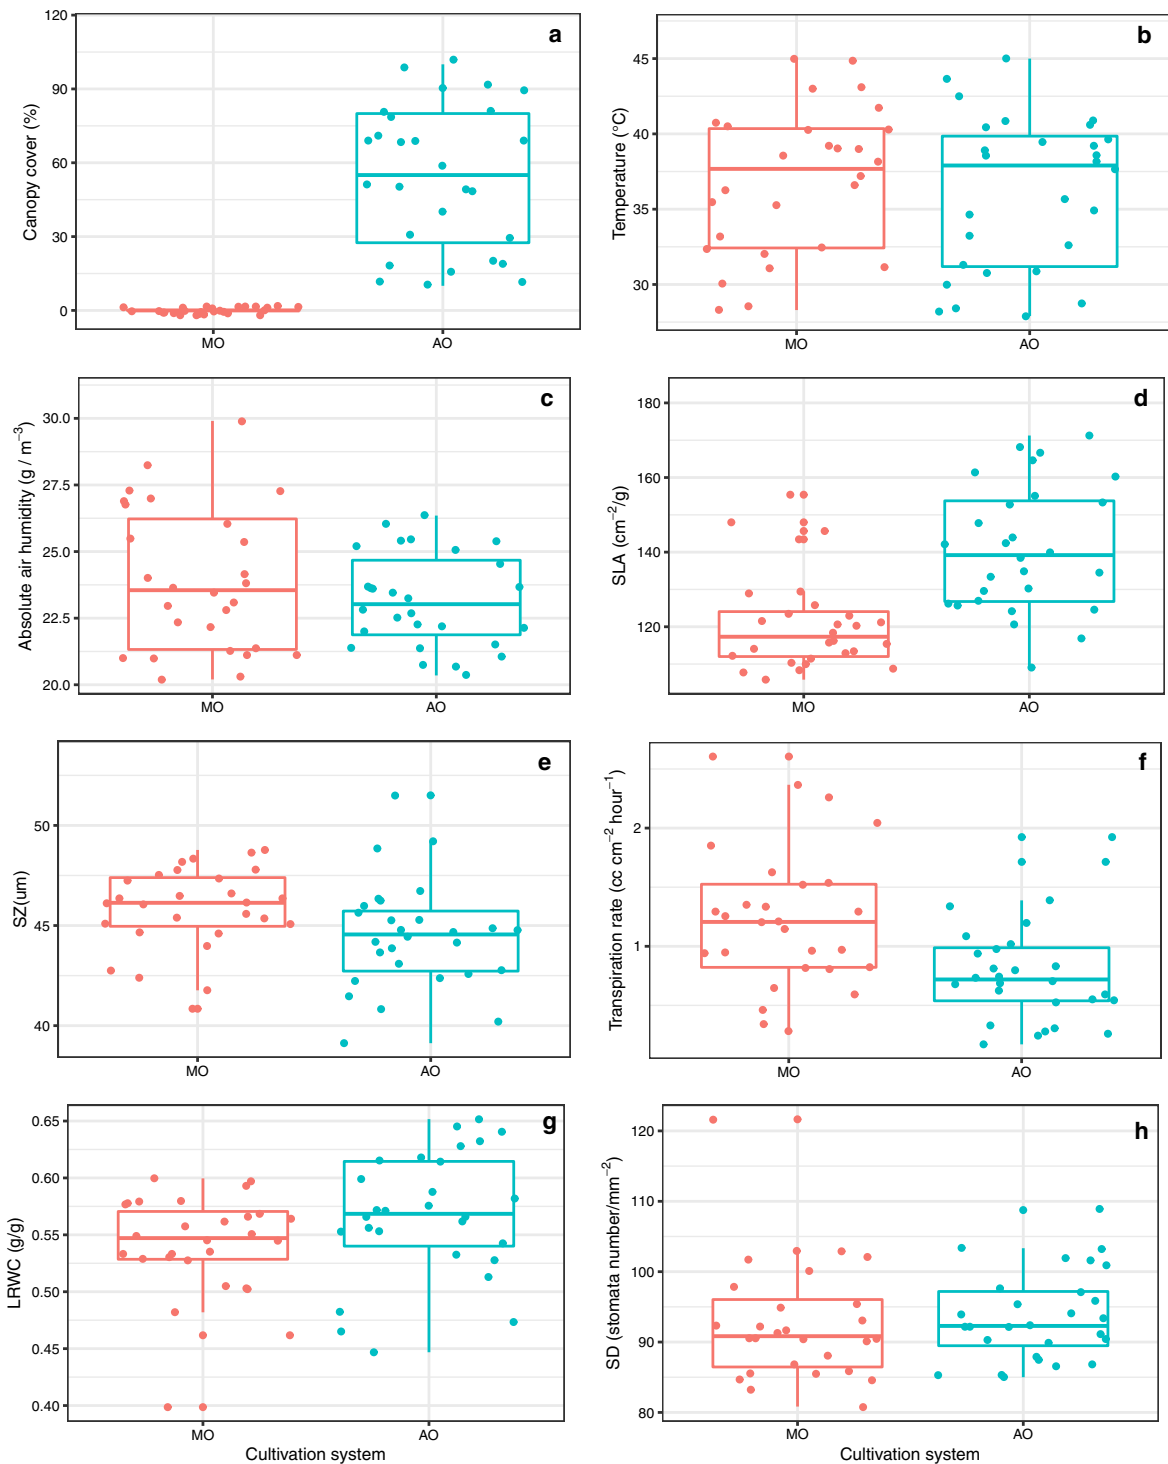 a
Canopy cover (%)
120
90
60
30
0
MO AO
b
Temperature (°C)
45
40
35
30
MO AO
c
Absolute air humidity (g / m⁻³)
30.0
27.5
25.0
22.5
20.0
MO AO
d
SLA (cm⁻²/g)
180
160
140
120
MO AO
e
SZ(um)
50
45
40
MO AO
f
Transpiration rate (cc cm⁻² hour⁻¹)
2
1
MO AO
g
LRWC (g/g)
0.65
0.60
0.55
0.50
0.45
0.40
MO AO
Cultivation system
h
SD (stomata number/mm⁻²)
120
110
100
90
80
MO AO
Cultivation system